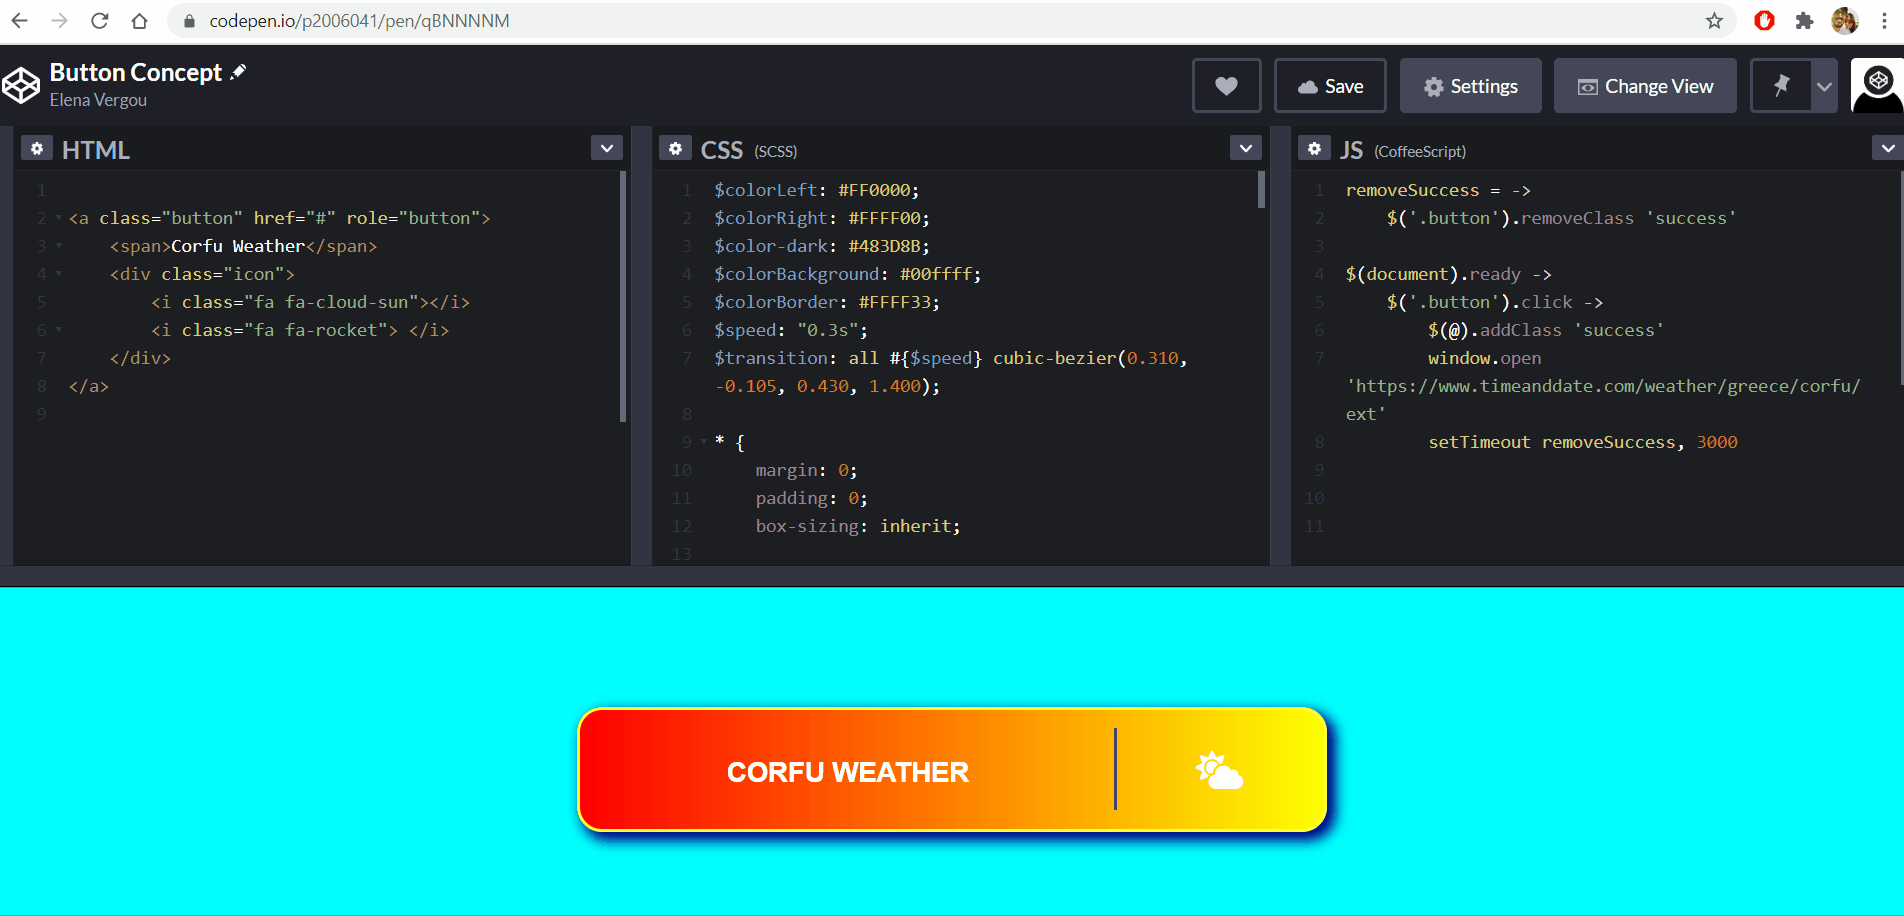 codepen.io/p2006041/pen/qBNNNNM
Button Concept
Elena Vergou
Save
Settings
Change View
HTML
1
2 <a class="button" href="#" role="button">
3 <span>Corfu Weather</span>
4 <div class="icon">
5 <i class="fa fa-cloud-sun"></i>
6 <i class="fa fa-rocket"> </i>
7 </div>
8 </a>
9
CSS (SCSS)
1 $colorLeft: #FF0000;
2 $colorRight: #FFFF00;
3 $color-dark: #483D8B;
4 $colorBackground: #00ffff;
5 $colorBorder: #FFFF33;
6 $speed: "0.3s";
7 $transition: all #{$speed} cubic-bezier(0.310,
-0.105, 0.430, 1.400);
8
9 * {
10 margin: 0;
11 padding: 0;
12 box-sizing: inherit;
13
JS (CoffeeScript)
1 removeSuccess = ->
2 $('.button').removeClass 'success'
3
4 $(document).ready ->
5 $('.button').click ->
6 $(@).addClass 'success'
7 window.open
'https://www.timeanddate.com/weather/greece/corfu/
ext'
8 setTimeout removeSuccess, 3000
9
10
11
CORFU WEATHER